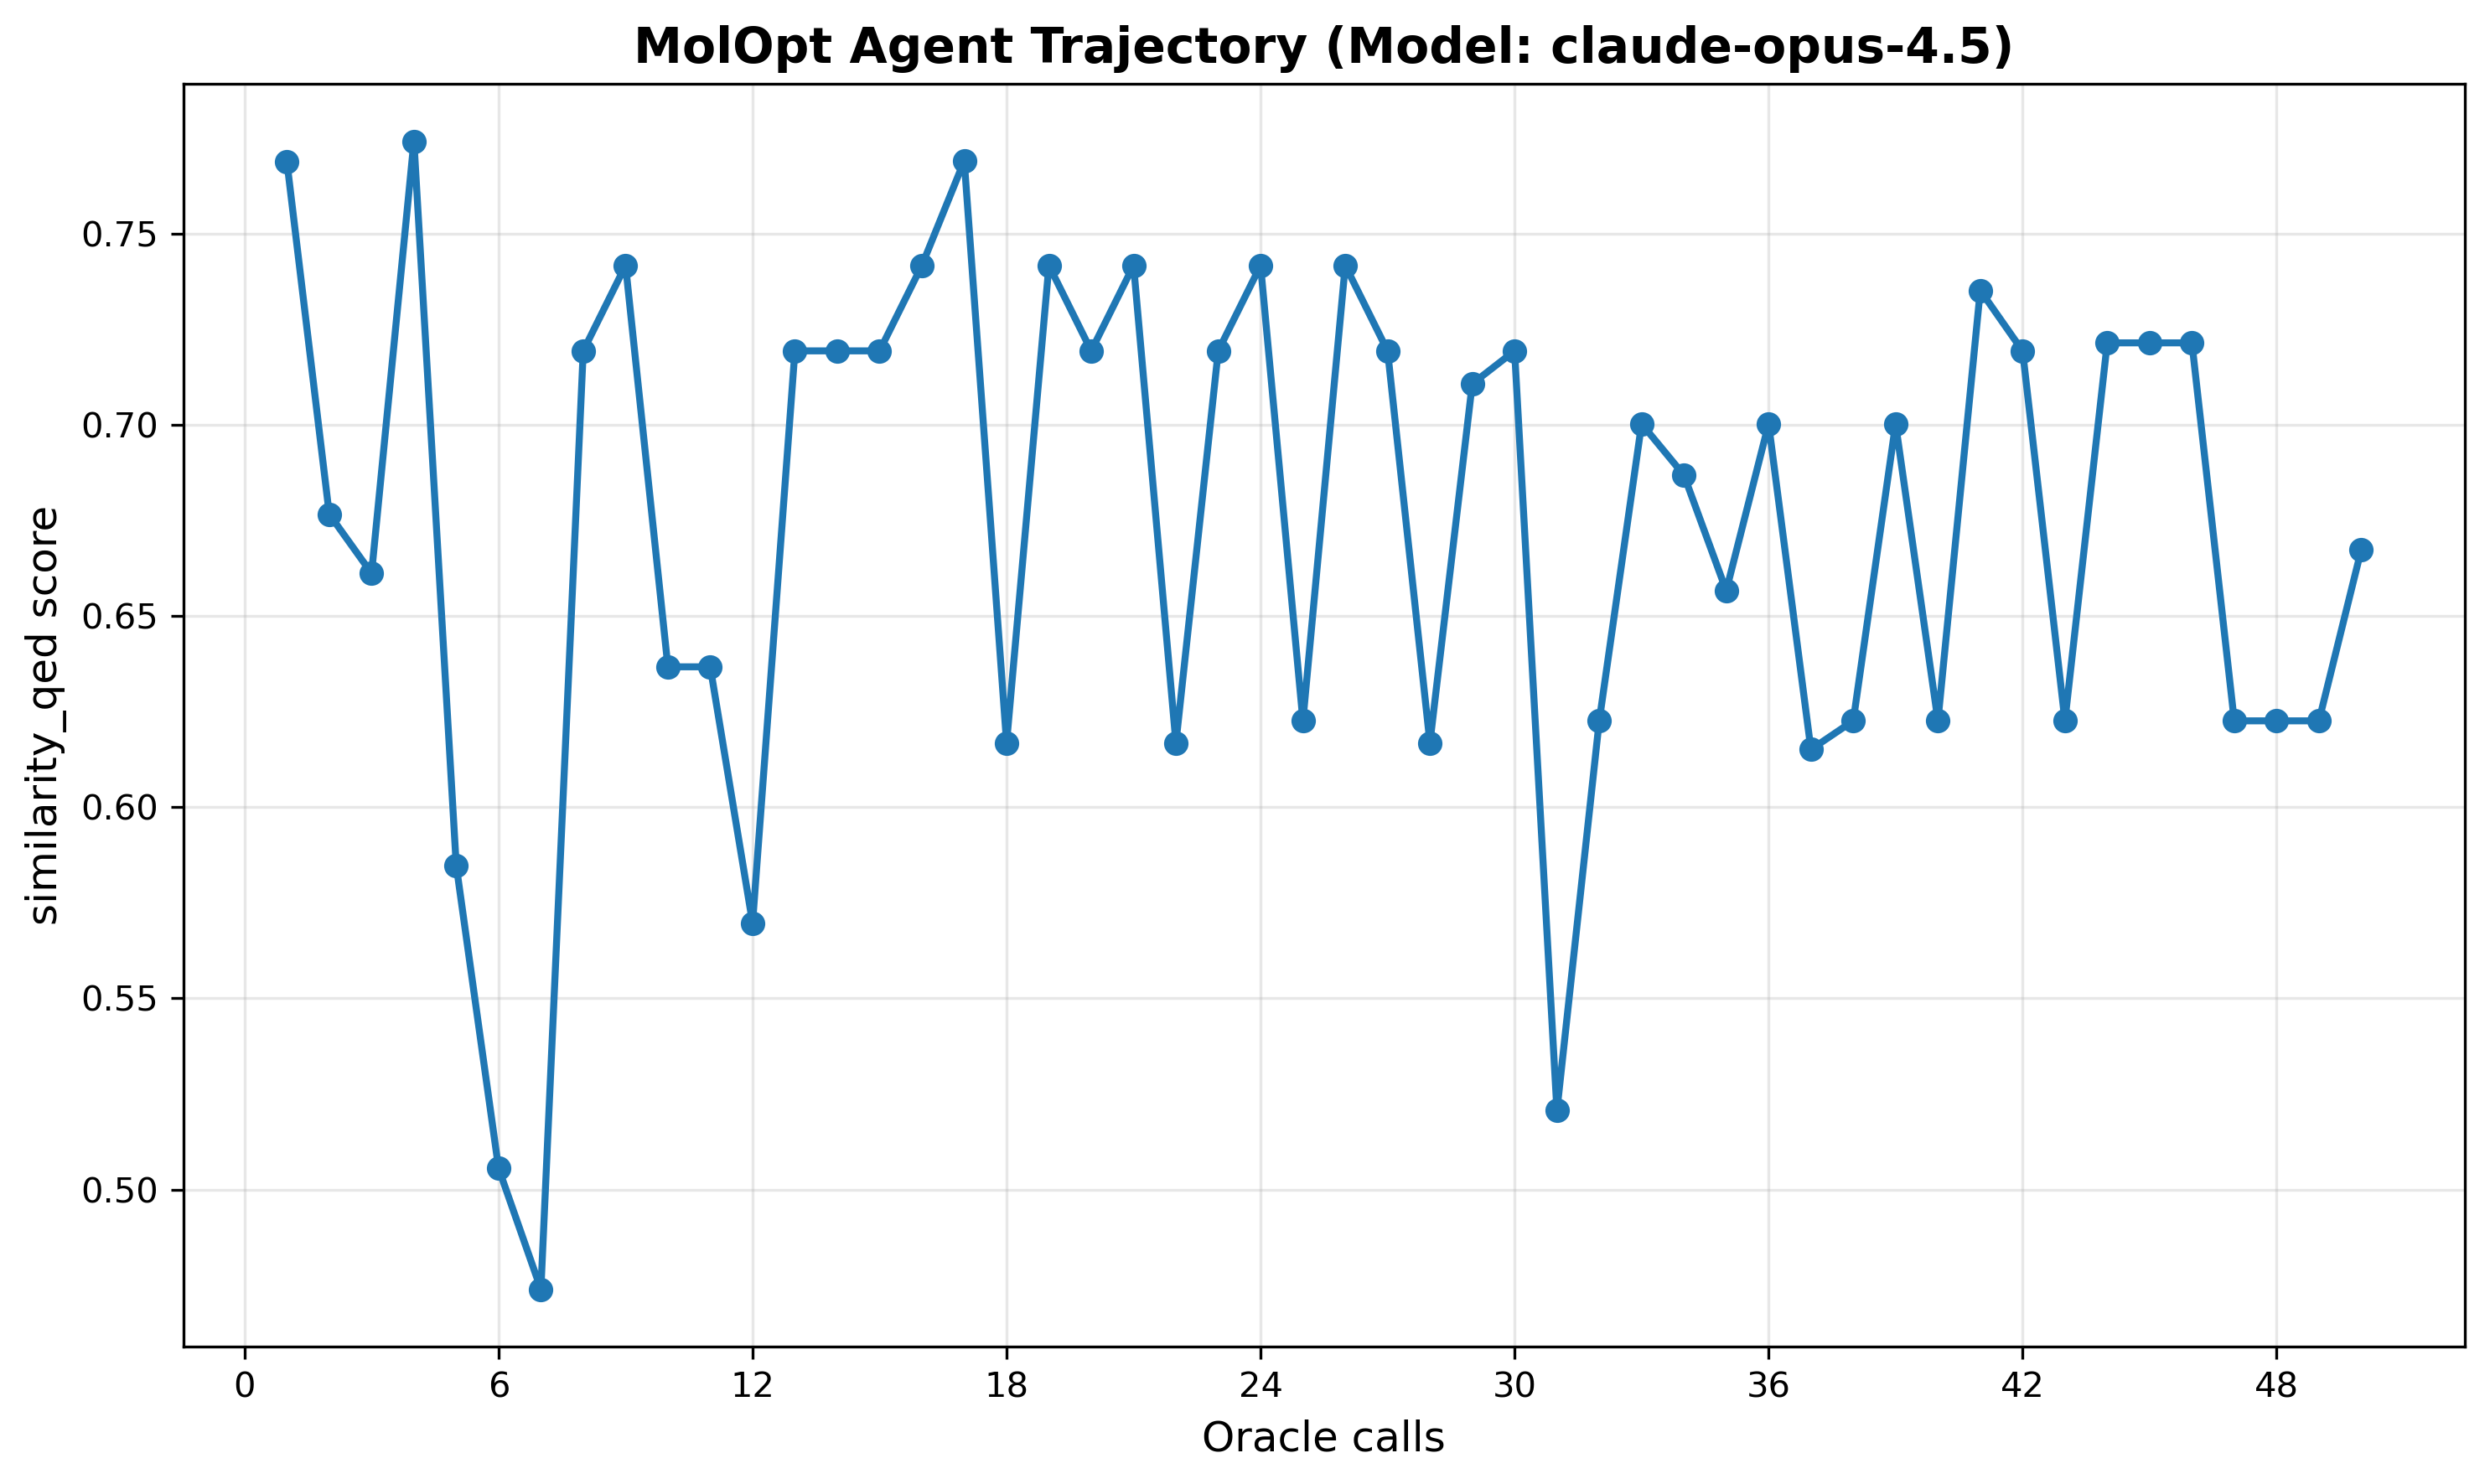 MolOpt Agent Trajectory (Model: claude-opus-4.5)
similarity_qed score
0.75
0.70
0.65
0.60
0.55
0.50
0 6 12 18 24 30 36 42 48
Oracle calls